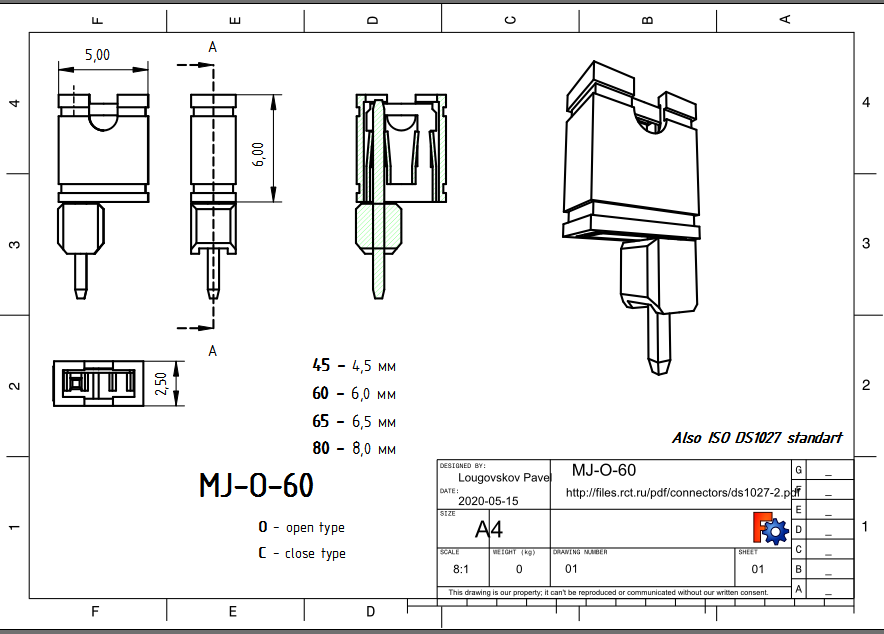 F E D C B A
4 4
3 3
2 2
1 1
F E D
5,00
A
6,00
A
2,50
45 - 4,5 мм
60 - 6,0 мм
65 - 6,5 мм
80 - 8,0 мм
MJ-O-60
O - open type
C - close type
Also ISO DS1027 standart
DESIGNED BY:
Lougovskov Pavel
DATE:
2020-05-15
MJ-O-60
http://files.rct.ru/pdf/connectors/ds1027-2.pdf
SIZE
A4
SCALE
8:1
WEIGHT (kg)
0
DRAWING NUMBER
01
SHEET
01
This drawing is our property; it can't be reproduced or communicated without our written consent.
G _
F _
E _
D _
C _
B _
A _